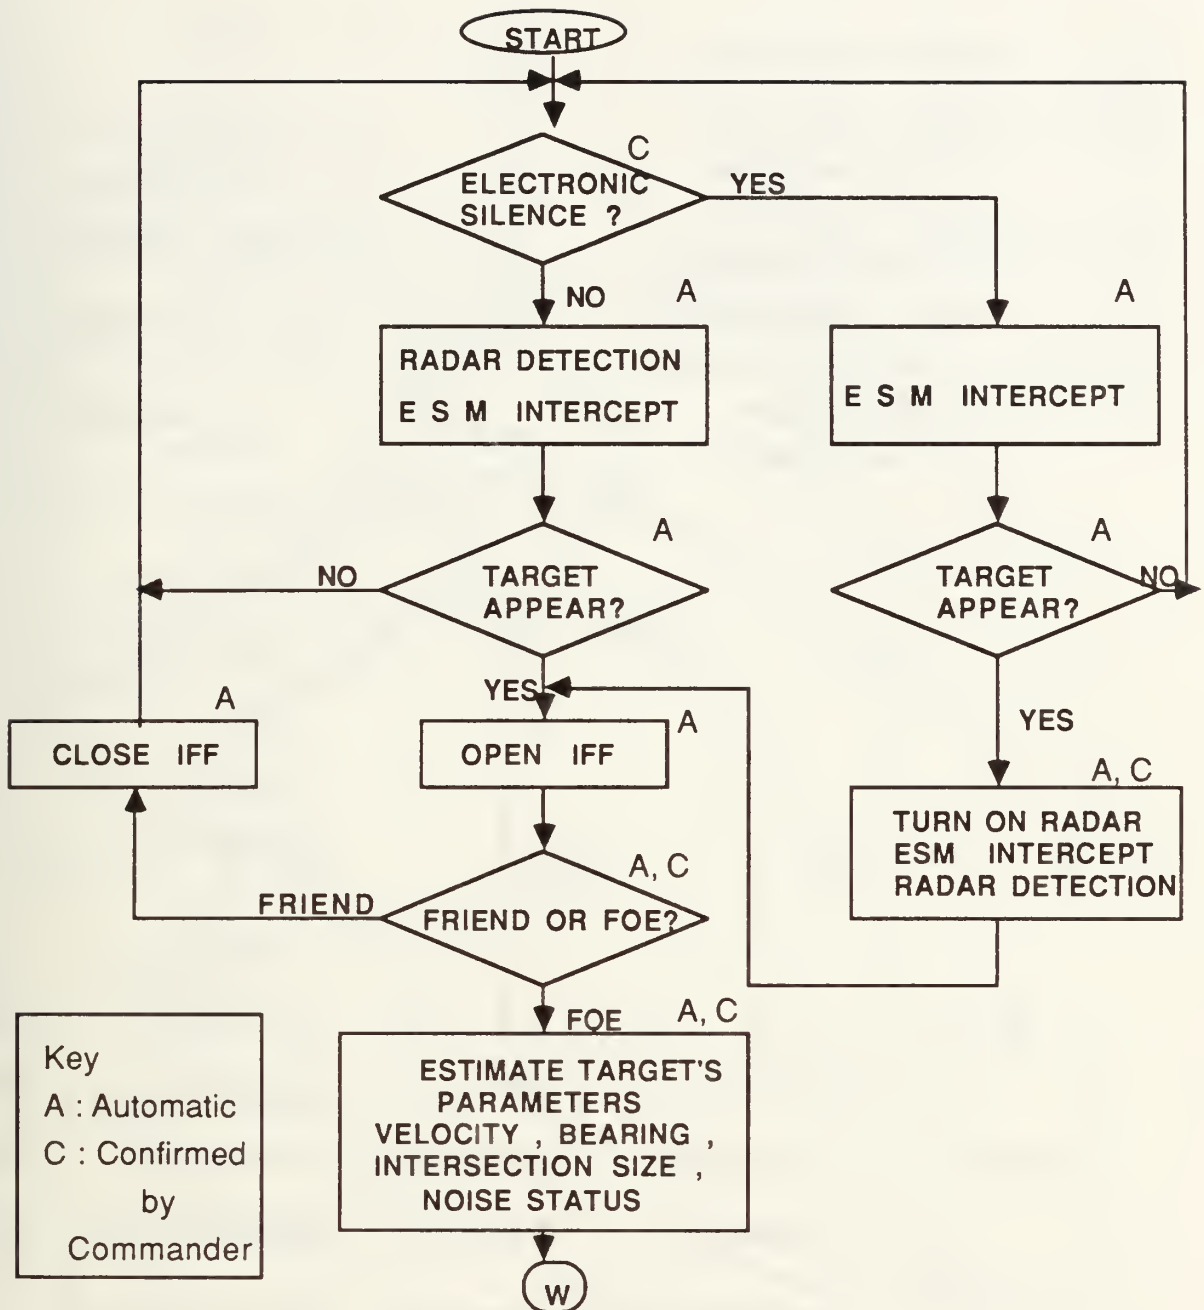 START
C
ELECTRONIC
SILENCE ?
YES
NO
A
A
RADAR DETECTION
E S M INTERCEPT
E S M INTERCEPT
A
A
NO
TARGET
APPEAR?
TARGET
APPEAR?
NO
YES
A
A
YES
CLOSE IFF
OPEN IFF
A, C
TURN ON RADAR
ESM INTERCEPT
RADAR DETECTION
A, C
FRIEND
FRIEND OR FOE?
FOE
A, C
Key
A : Automatic
C : Confirmed
by
Commander
ESTIMATE TARGET'S
PARAMETERS
VELOCITY , BEARING ,
INTERSECTION SIZE ,
NOISE STATUS
W